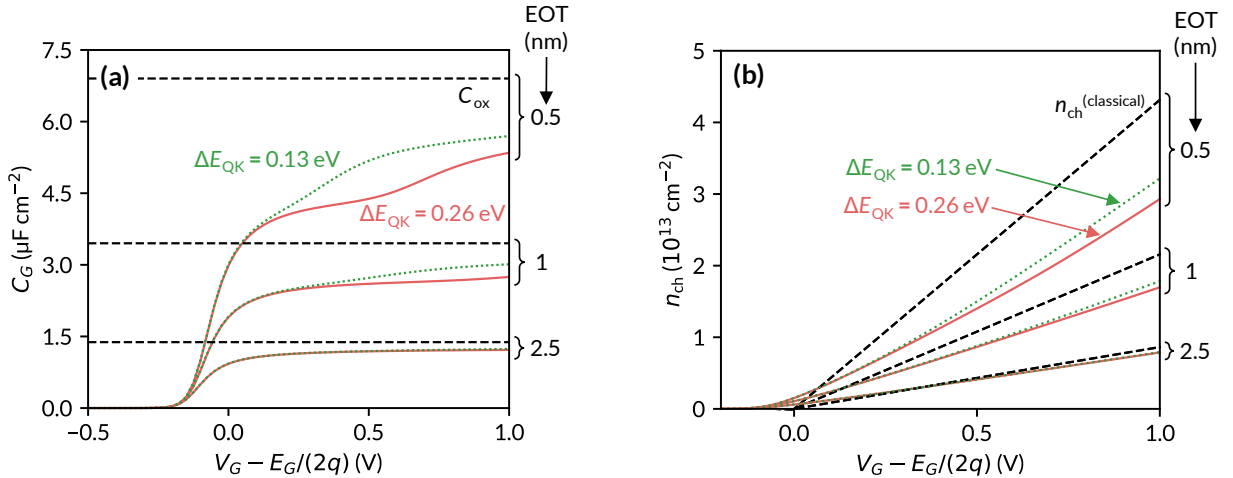 EOT
(nm)
(a)
7.5
6.0
4.5
3.0
1.5
0.0
C_G (µF cm⁻²)
C_ox
ΔE_QK = 0.13 eV
ΔE_QK = 0.26 eV
0.5
1
2.5
−0.5
0.0
0.5
1.0
V_G − E_G/(2q) (V)
EOT
(nm)
(b)
5
4
3
2
1
0
n_ch (10¹³ cm⁻²)
n_ch^(classical)
ΔE_QK = 0.13 eV
ΔE_QK = 0.26 eV
0.5
1
2.5
0.0
0.5
1.0
V_G − E_G/(2q) (V)